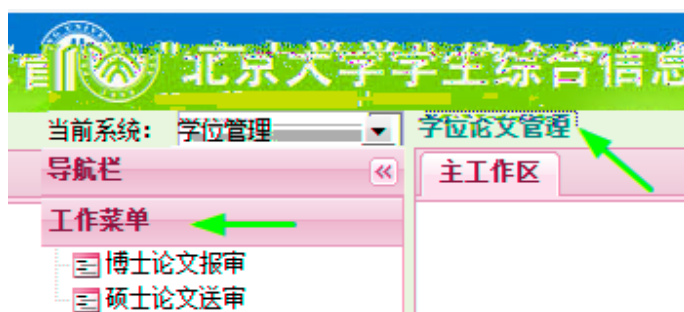 北京大学学生综合信息
当前系统： 学位管理 学位论文管理
导航栏 主工作区
工作菜单
博士论文报审
硕士论文送审